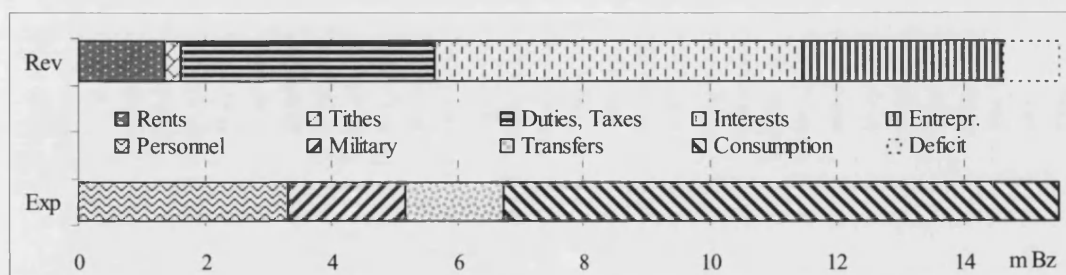 Rev
Rents Tithes Duties, Taxes Interests Entrepr.
Personnel Military Transfers Consumption Deficit
Exp
0 2 4 6 8 10 12 14 m Bz